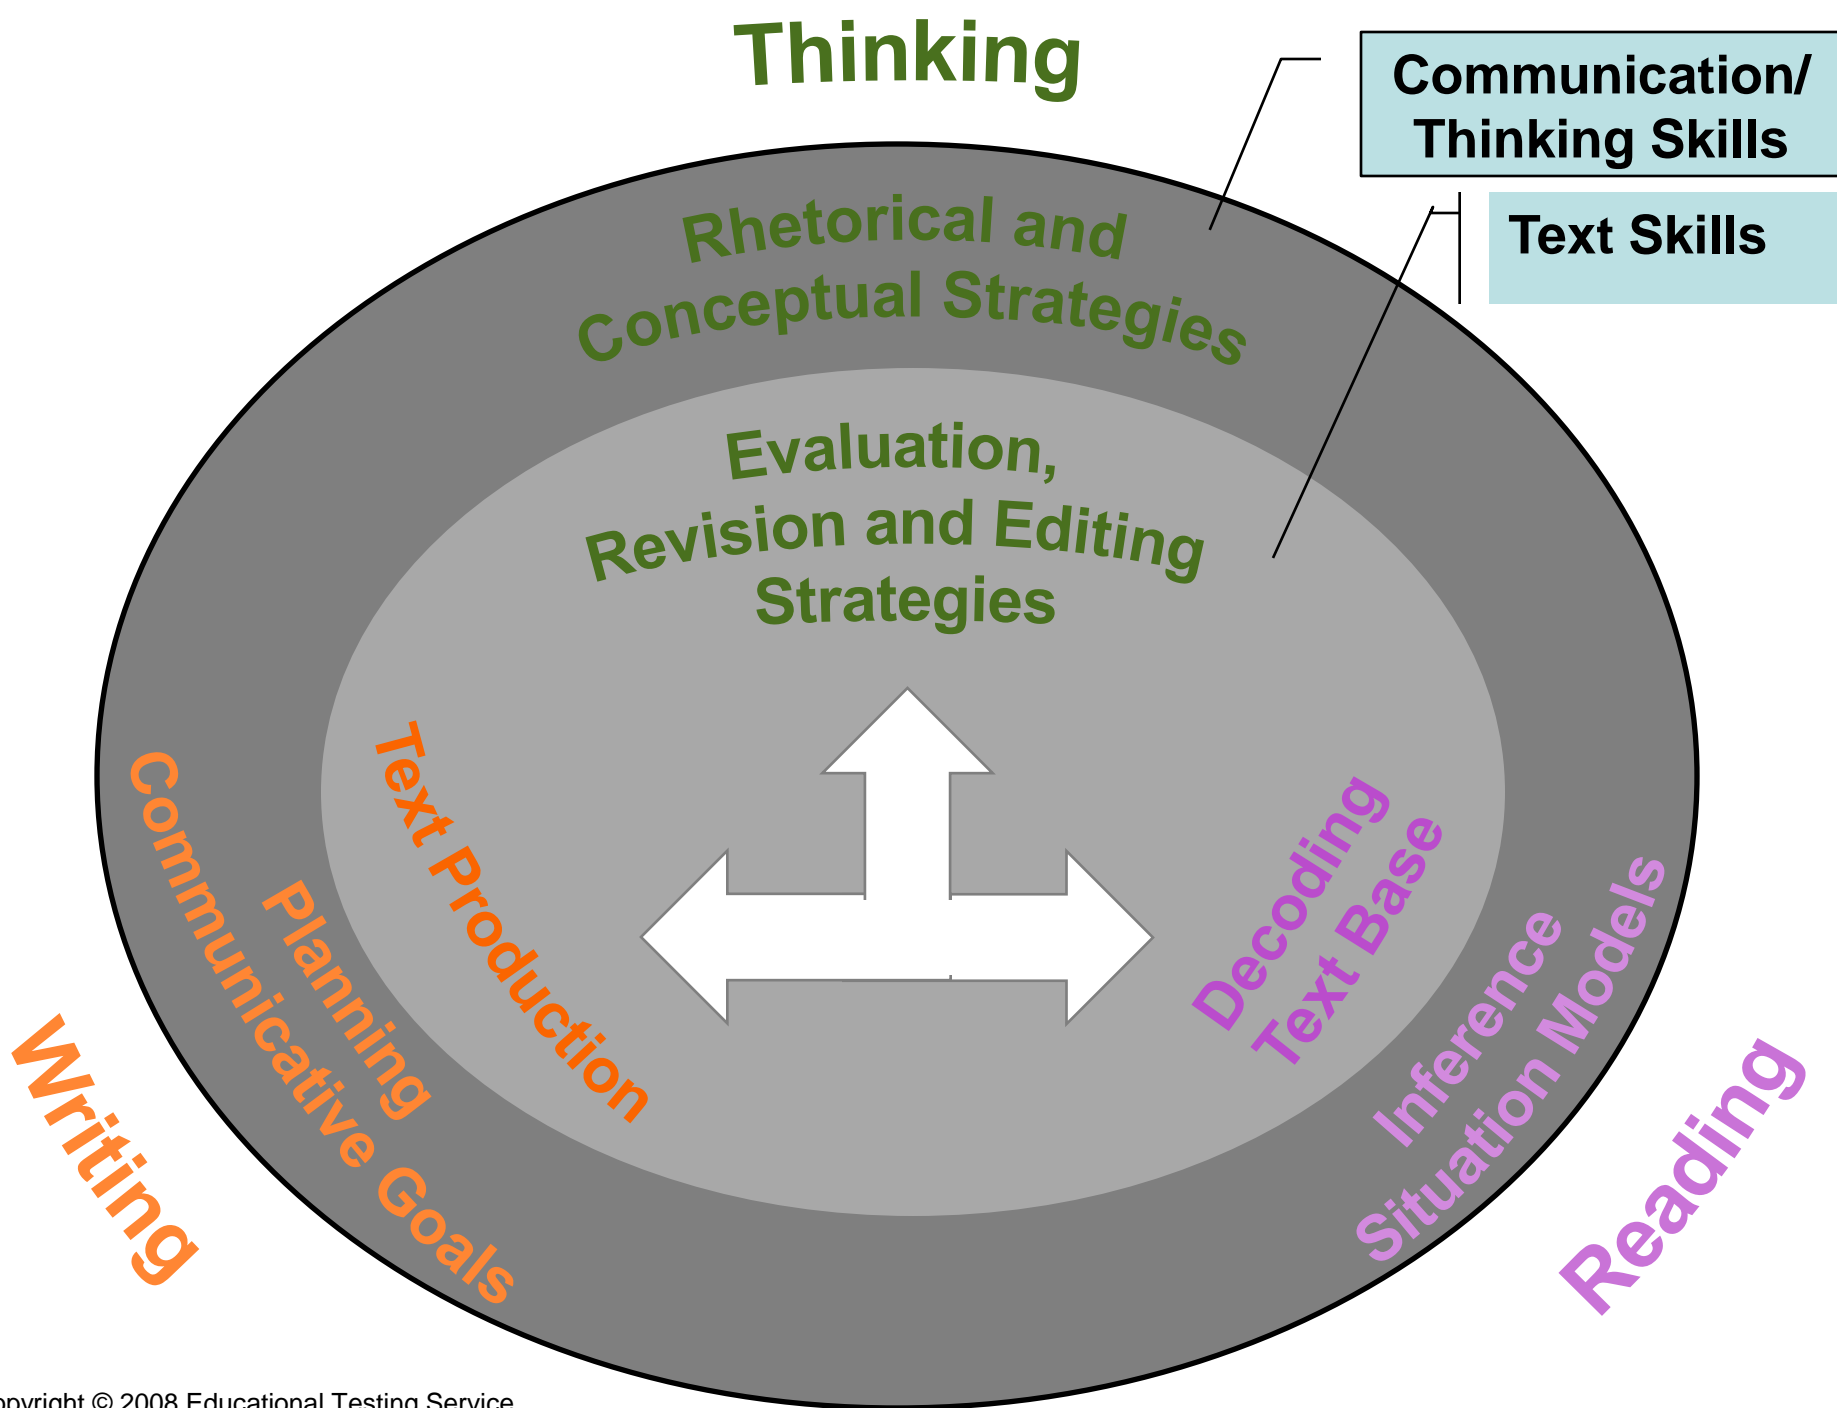 Thinking
Communication/
Thinking Skills
Text Skills
Rhetorical and
Conceptual Strategies
Evaluation,
Revision and Editing
Strategies
Text Production
Planning
Communicative Goals
Writing
Decoding
Text Base
Inference
Situation Models
Reading
opyright © 2008 Educational Testing Service